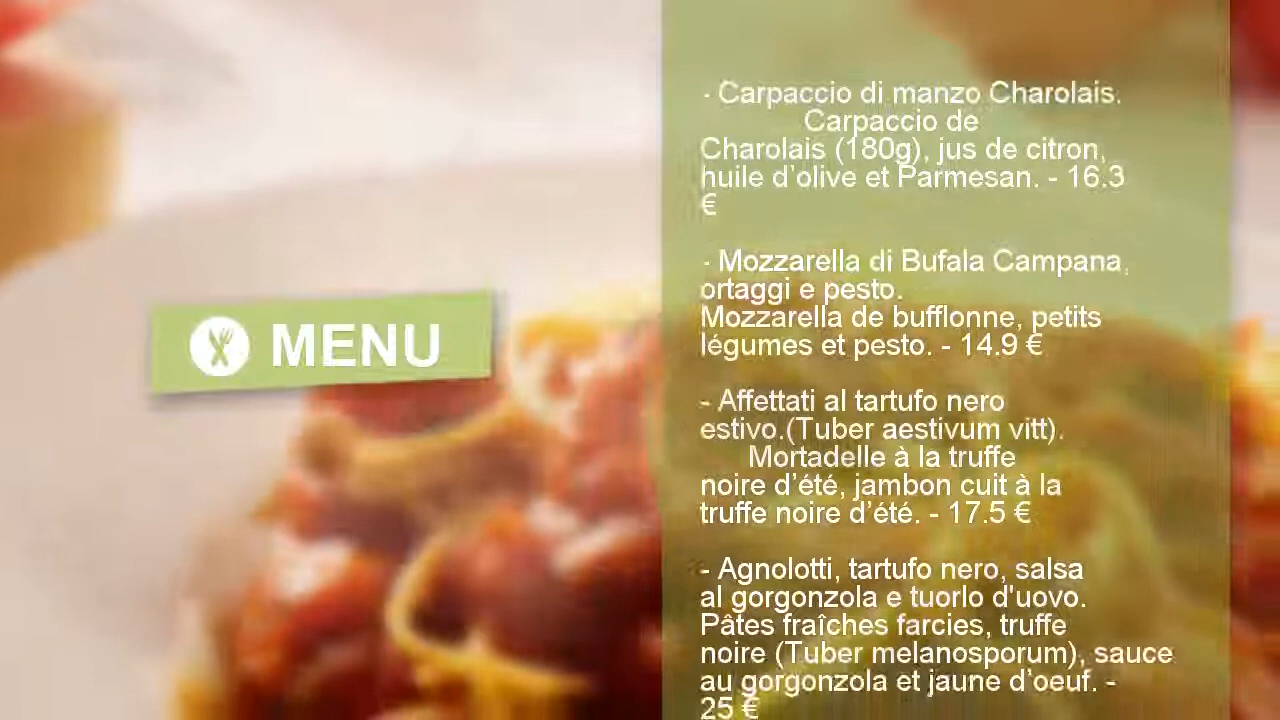 MENU
- Carpaccio di manzo Charolais.
Carpaccio de
Charolais (180g), jus de citron,
huile d'olive et Parmesan. - 16.3
€
- Mozzarella di Bufala Campana,
ortaggi e pesto.
Mozzarella de bufflonne, petits
légumes et pesto. - 14.9 €
- Affettati al tartufo nero
estivo.(Tuber aestivum vitt).
Mortadelle à la truffe
noire d’été, jambon cuit à la
truffe noire d’été. - 17.5 €
- Agnolotti, tartufo nero, salsa
al gorgonzola e tuorlo d'uovo.
Pâtes fraîches farcies, truffe
noire (Tuber melanosporum), sauce
au gorgonzola et jaune d’oeuf. -
25 €